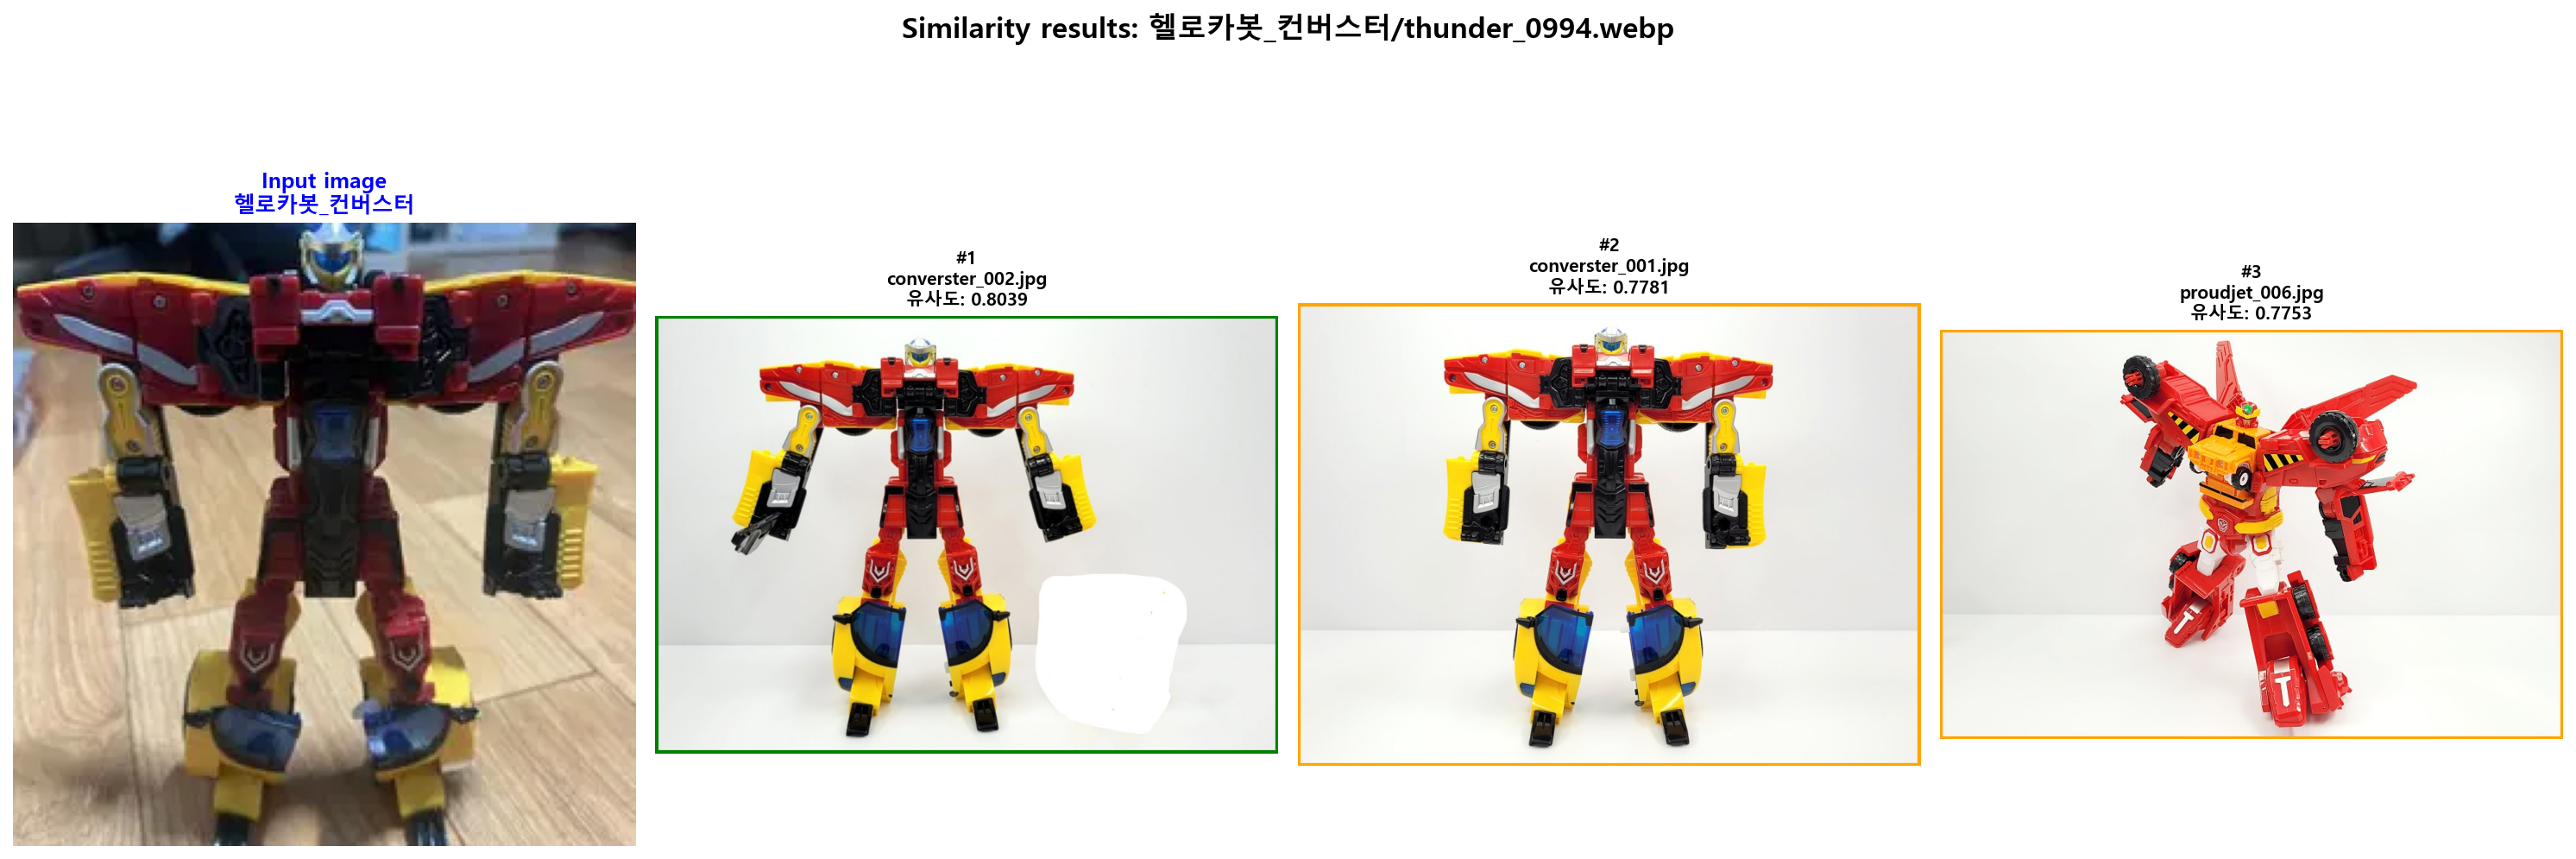 Similarity results: 헬로카봇_컨버스터/thunder_0994.webp
Input image
헬로카봇_컨버스터
#1
converster_002.jpg
유사도: 0.8039
#2
converster_001.jpg
유사도: 0.7781
#3
proudjet_006.jpg
유사도: 0.7753
T
T